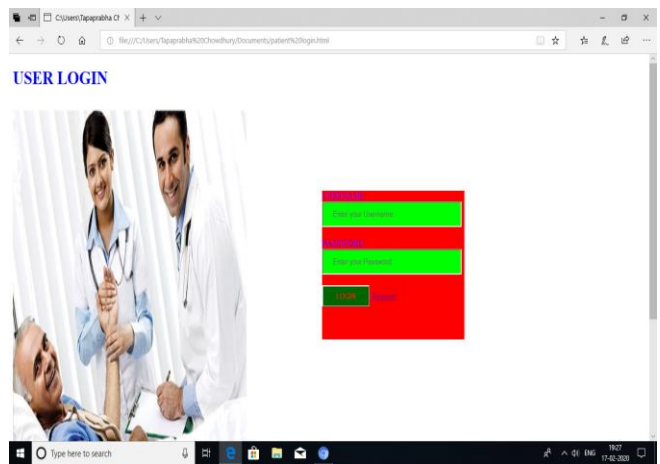 C:\Users\Tapaprabha Ch
file:///C:/Users/Tapaprabha%20Chowdhury/Documents/patient%20login.html
USER LOGIN
Enter your Username
Enter your Password
LOGIN
Type here to search
ENG
19:27
17-02-2020